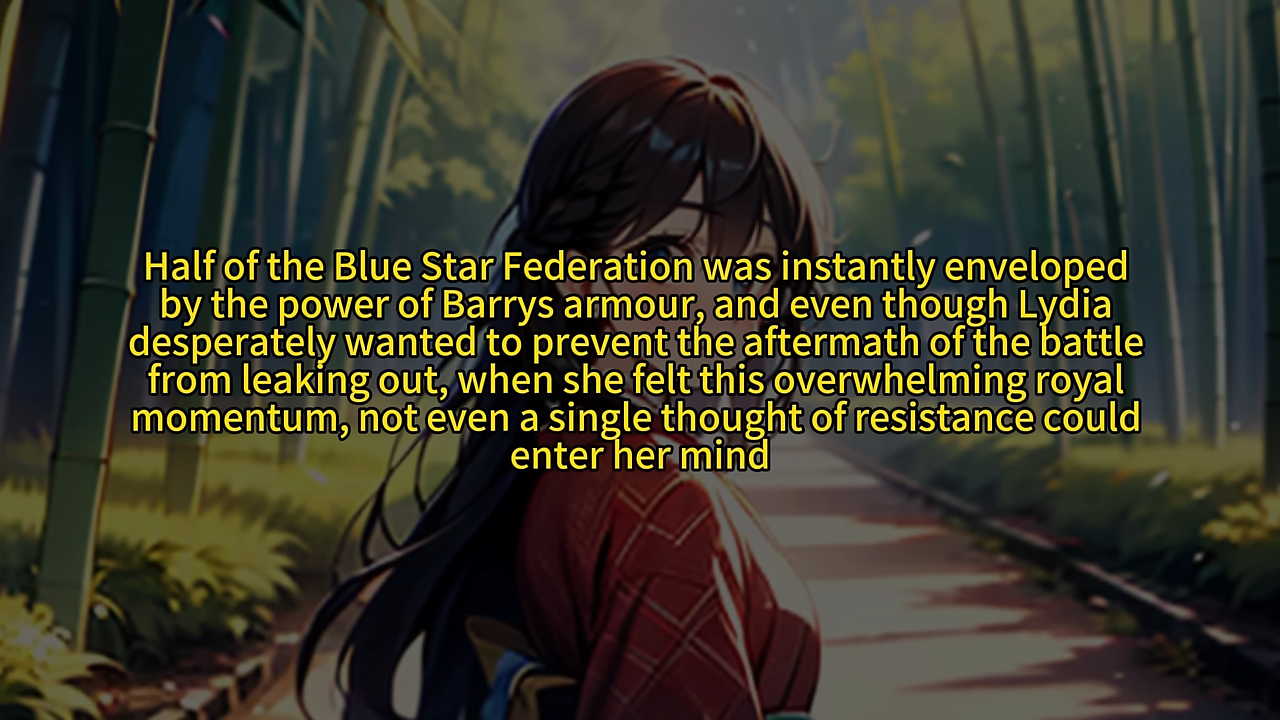 Half of the Blue Star Federation was instantly enveloped
by the power of Barrys armour, and even though Lydia
desperately wanted to prevent the aftermath of the battle
from leaking out, when she felt this overwhelming royal
momentum, not even a single thought of resistance could
enter her mind